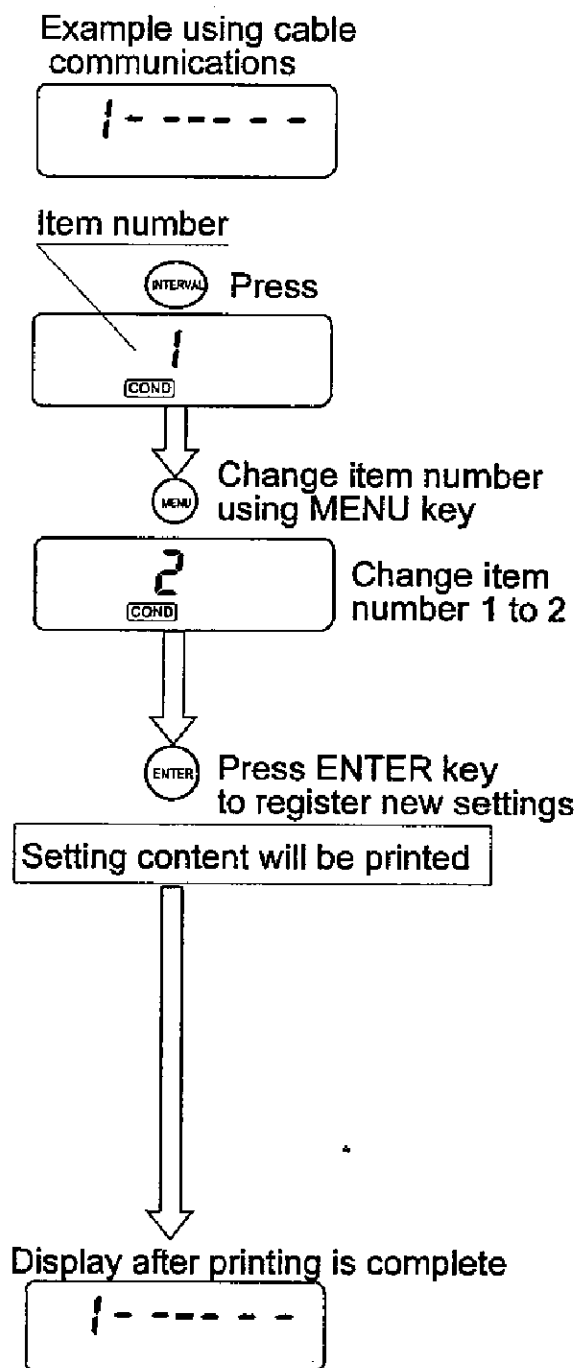 Example using cable
communications
1- ----- - -
Item number
INTERVAL Press
1
COND
MENU Change item number
using MENU key
2
COND
Change item
number 1 to 2
ENTER Press ENTER key
to register new settings
Setting content will be printed
Display after printing is complete
1- ----- - -